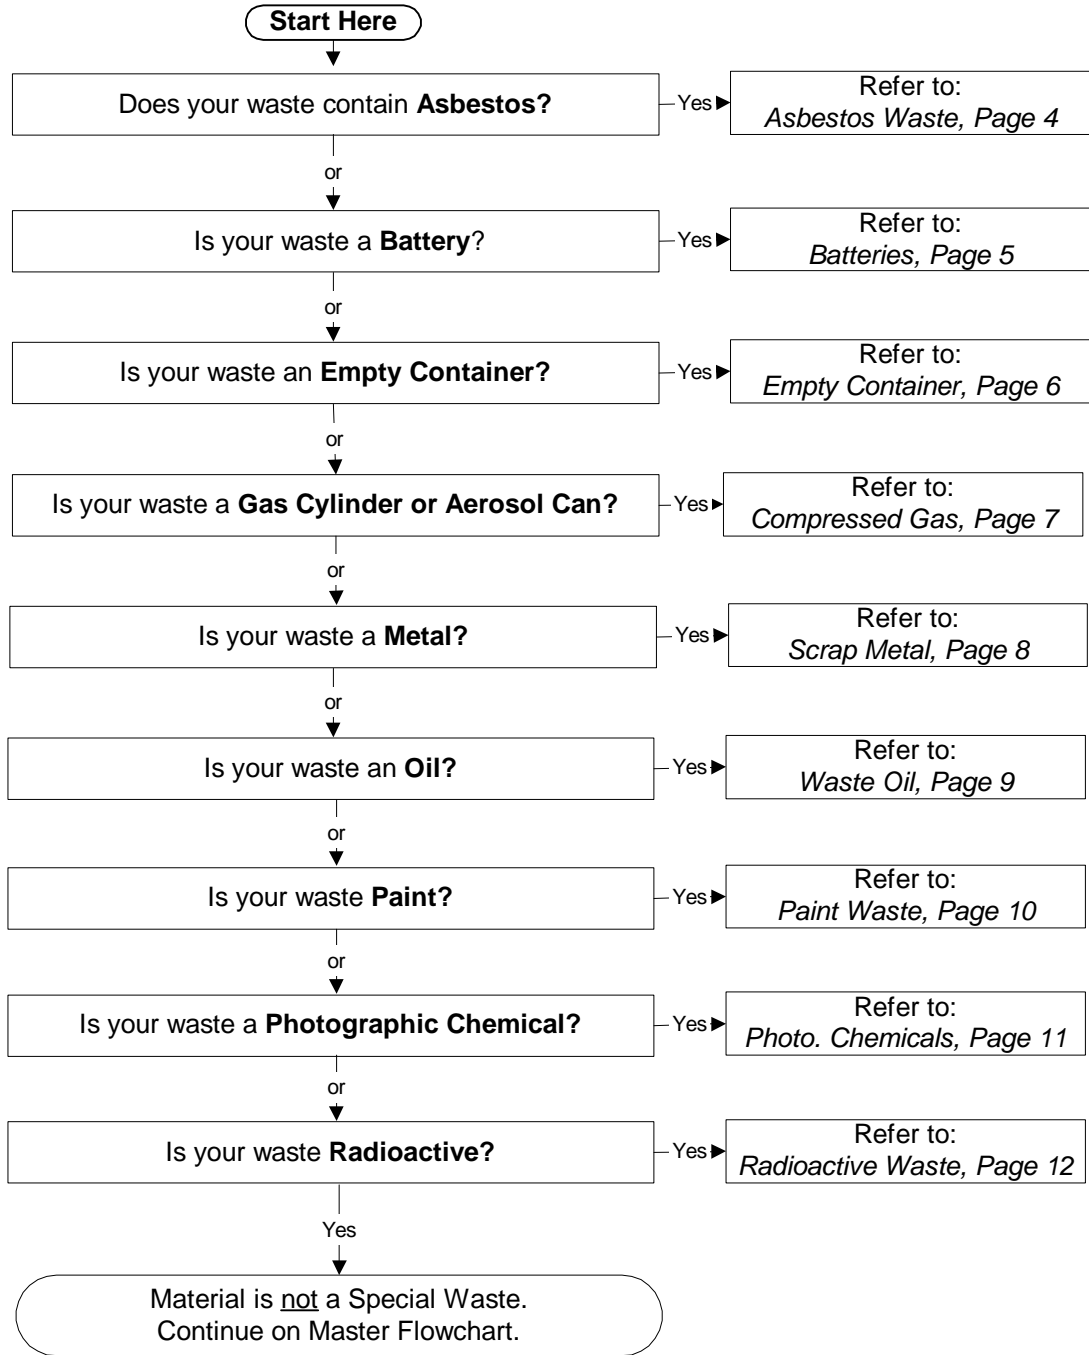 Start Here
Does your waste contain Asbestos?
Yes
Refer to:
Asbestos Waste, Page 4
or
Is your waste a Battery?
Yes
Refer to:
Batteries, Page 5
or
Is your waste an Empty Container?
Yes
Refer to:
Empty Container, Page 6
or
Is your waste a Gas Cylinder or Aerosol Can?
Yes
Refer to:
Compressed Gas, Page 7
or
Is your waste a Metal?
Yes
Refer to:
Scrap Metal, Page 8
or
Is your waste an Oil?
Yes
Refer to:
Waste Oil, Page 9
or
Is your waste Paint?
Yes
Refer to:
Paint Waste, Page 10
or
Is your waste a Photographic Chemical?
Yes
Refer to:
Photo. Chemicals, Page 11
or
Is your waste Radioactive?
Yes
Refer to:
Radioactive Waste, Page 12
Yes
Material is not a Special Waste.
Continue on Master Flowchart.